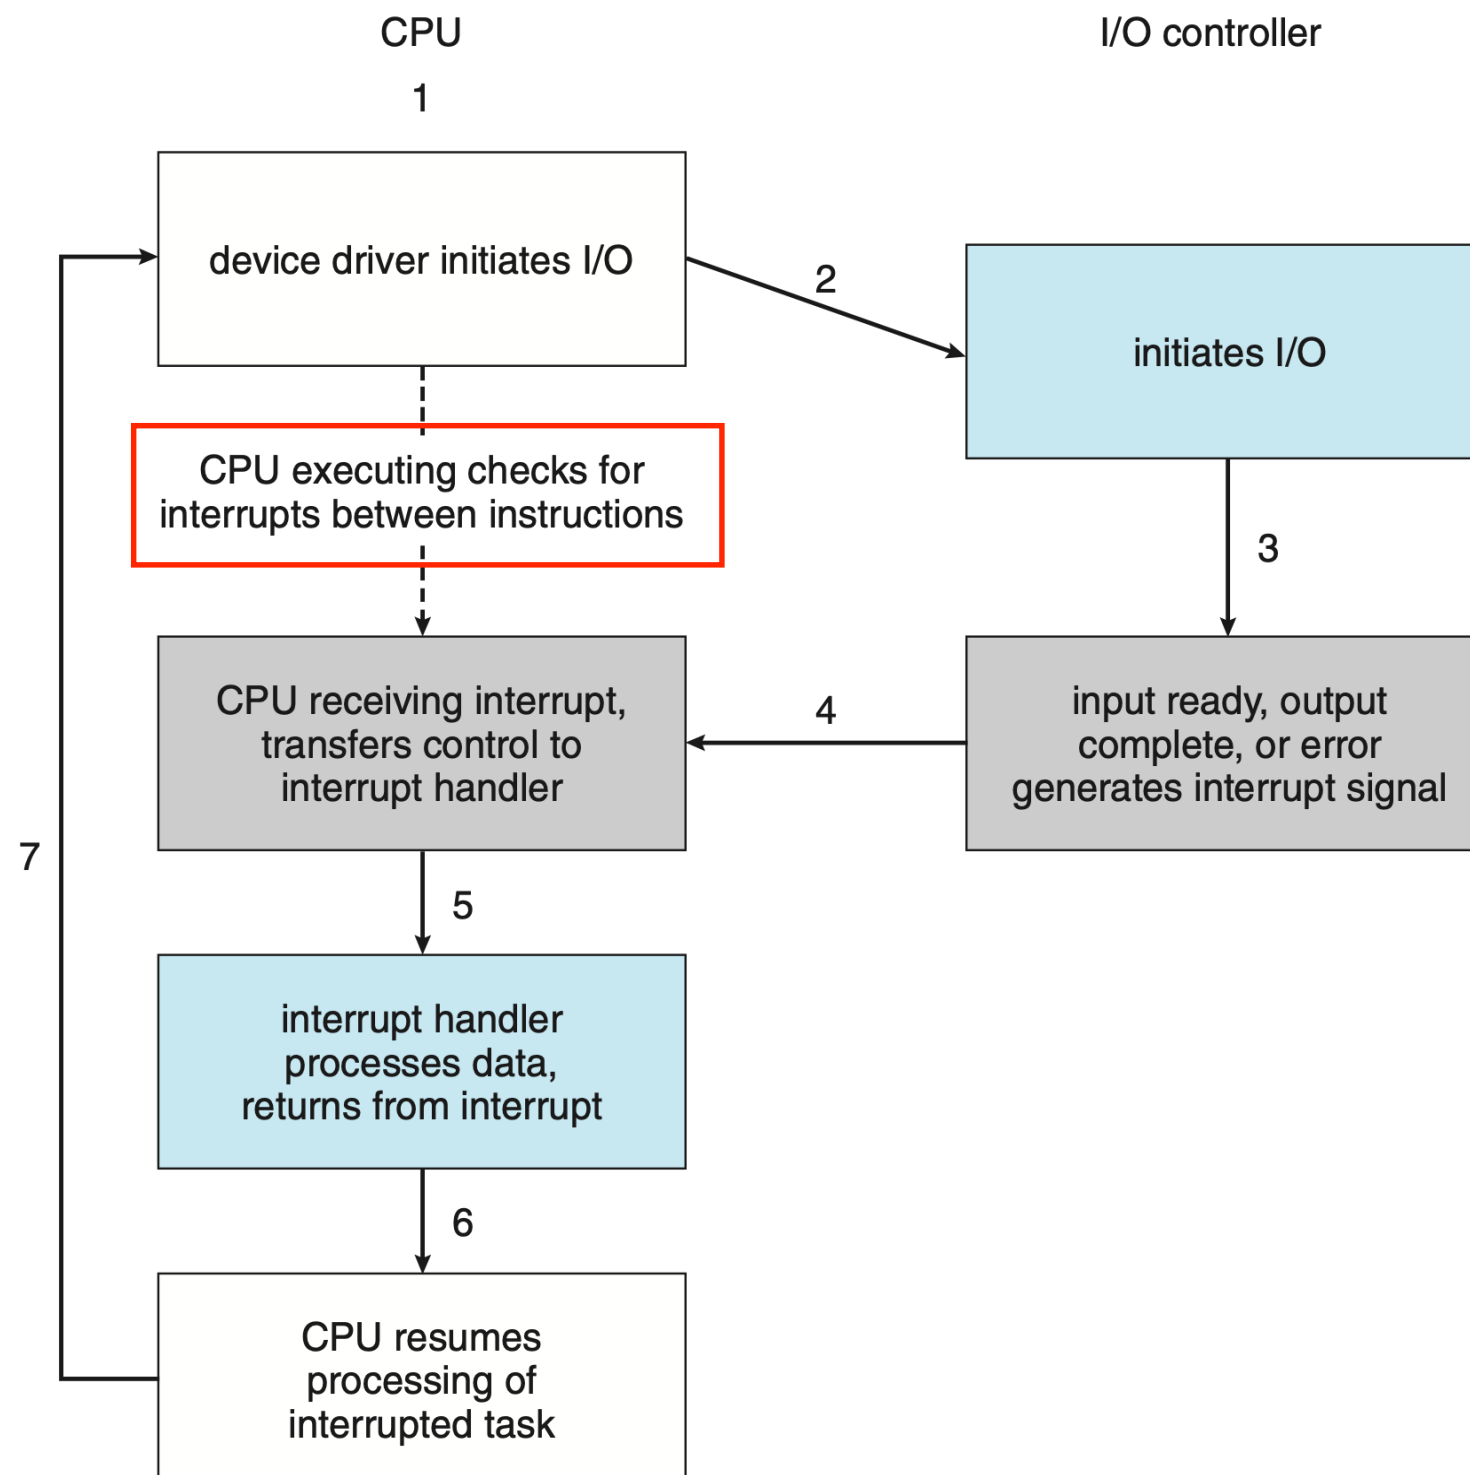 CPU
I/O controller
1
device driver initiates I/O
2
initiates I/O
CPU executing checks for
interrupts between instructions
3
CPU receiving interrupt,
transfers control to
interrupt handler
4
input ready, output
complete, or error
generates interrupt signal
7
5
interrupt handler
processes data,
returns from interrupt
6
CPU resumes
processing of
interrupted task